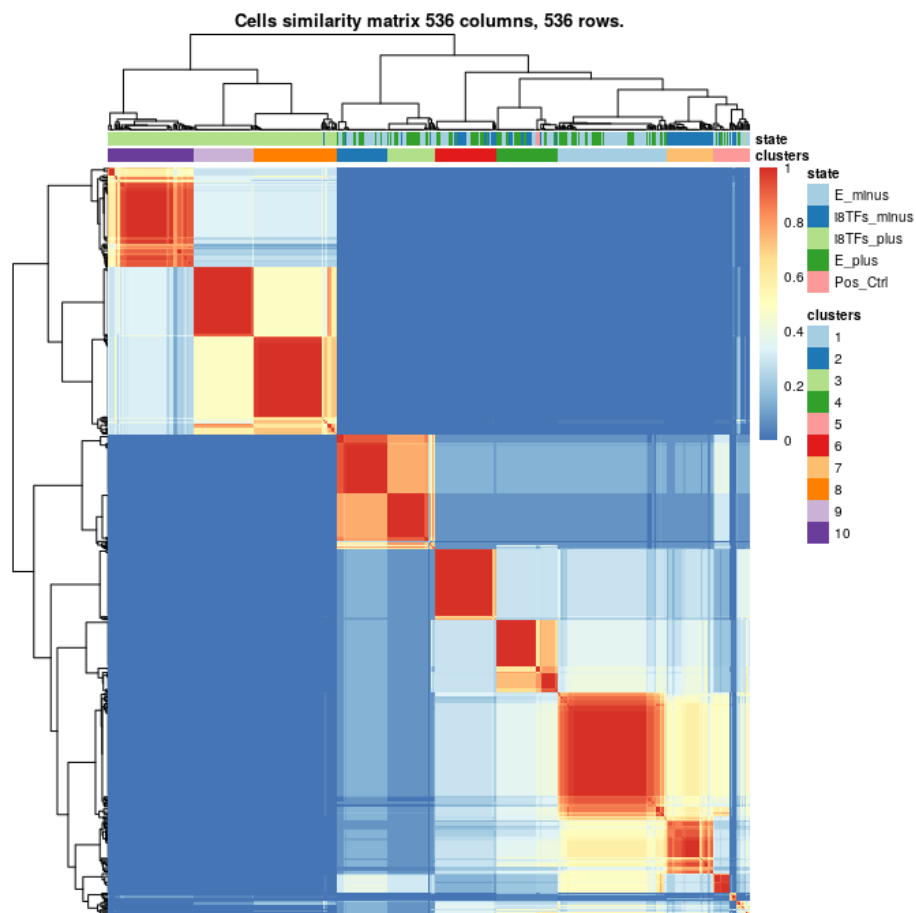 Cells similarity matrix 536 columns, 536 rows.
state
clusters
1
0.8
0.6
0.4
0.2
0
state
E_minus
I8TFs_minus
I8TFs_plus
E_plus
Pos_Ctrl
clusters
1
2
3
4
5
6
7
8
9
10